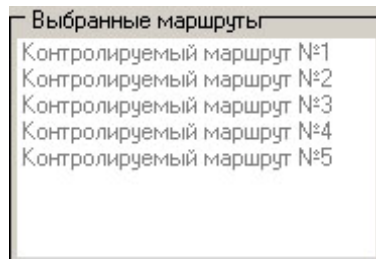 Выбранные маршруты
Контролируемый маршрут №1
Контролируемый маршрут №2
Контролируемый маршрут №3
Контролируемый маршрут №4
Контролируемый маршрут №5